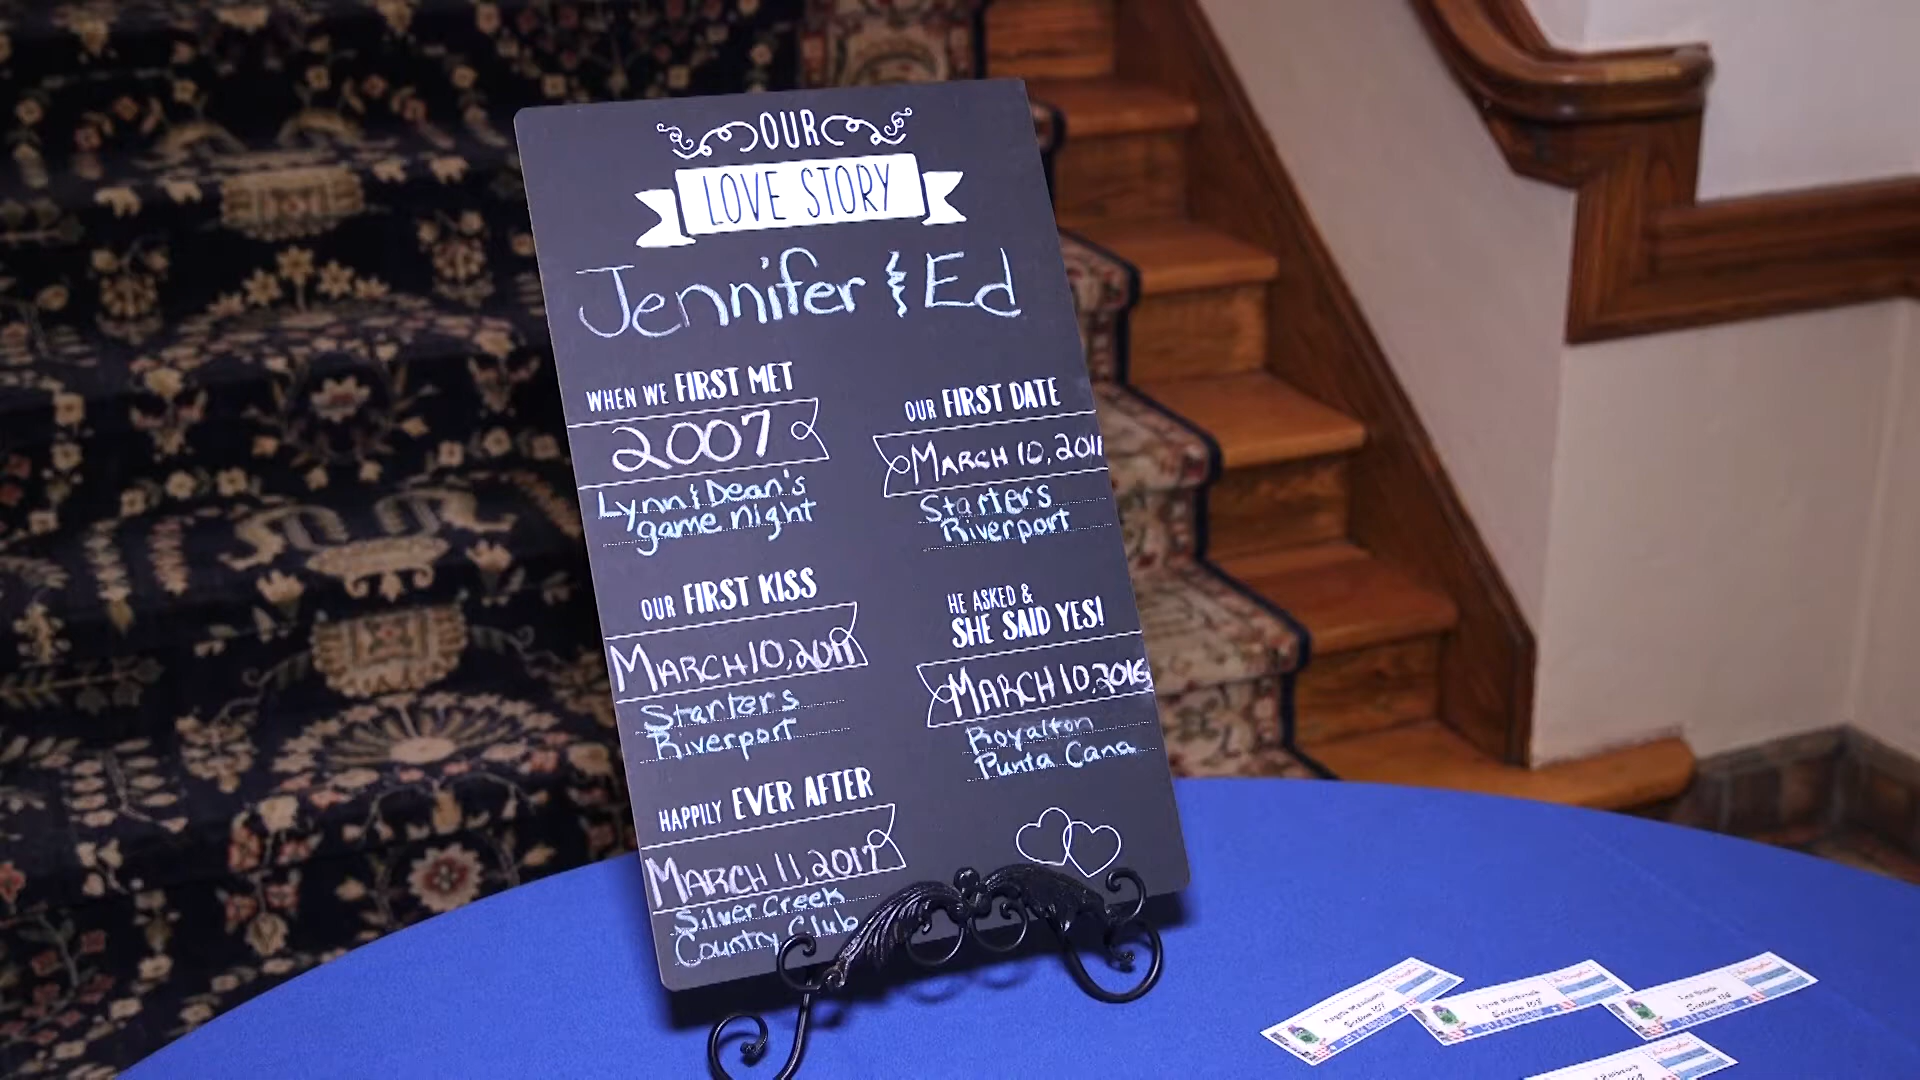 OUR
LOVE STORY
Jennifer & Ed
WHEN WE FIRST MET
2007
Lynn & Dean's
game night
OUR FIRST DATE
MARCH 10, 2011
Starters
Riverport
OUR FIRST KISS
MARCH 10, 2011
Starters
Riverport
HE ASKED &
SHE SAID YES!
MARCH 10, 2016
Royalton
Punta Cana
HAPPILY EVER AFTER
MARCH 11, 2017
Silver Creek
Country Club